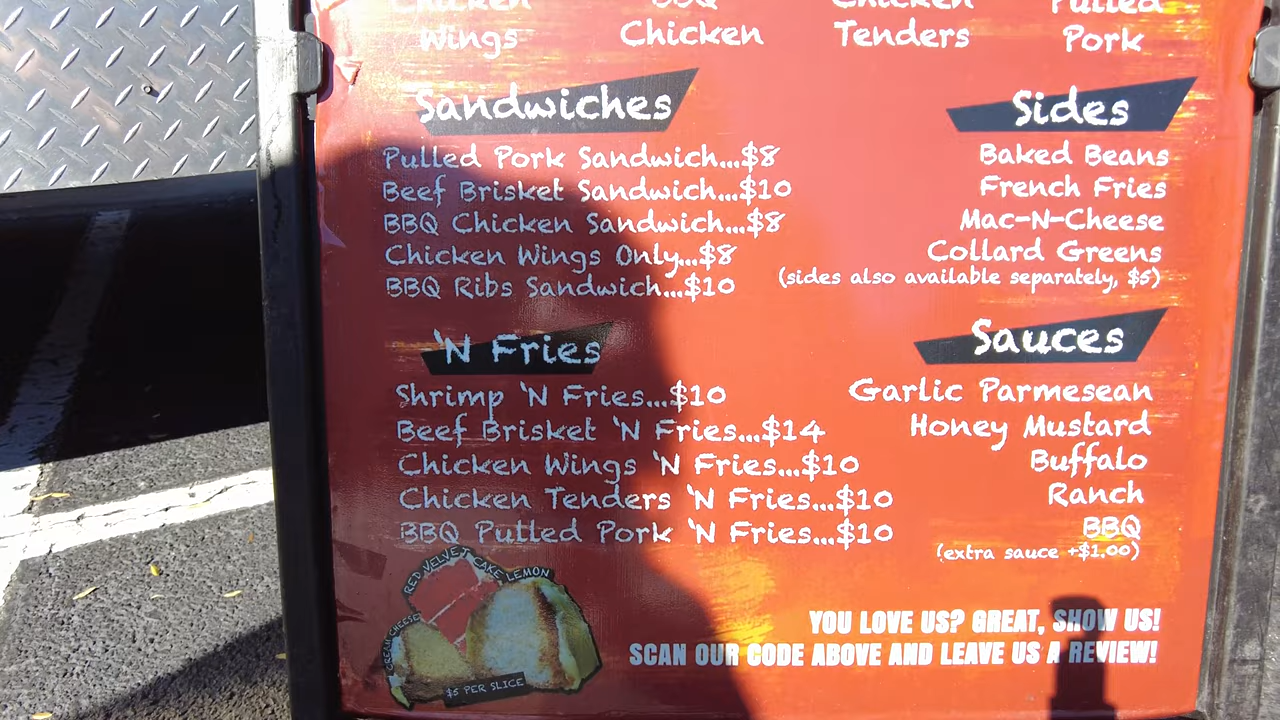 Chicken BBQ Chicken Pulled
Wings Chicken Tenders Pork
Sandwiches
Pulled Pork Sandwich...$8
Beef Brisket Sandwich...$10
BBQ Chicken Sandwich...$8
Chicken Wings Only...$8
BBQ Ribs Sandwich...$10
Sides
Baked Beans
French Fries
Mac-N-Cheese
Collard Greens
(sides also available separately, $5)
'N Fries
Shrimp 'N Fries...$10
Beef Brisket 'N Fries...$14
Chicken Wings 'N Fries...$10
Chicken Tenders 'N Fries...$10
BBQ Pulled Pork 'N Fries...$10
Sauces
Garlic Parmesean
Honey Mustard
Buffalo
Ranch
BBQ
(extra sauce +$1.00)
RED VELVET CAKE LEMON
CREAM CHEESE
$5 PER SLICE
YOU LOVE US? GREAT, SHOW US!
SCAN OUR CODE ABOVE AND LEAVE US A REVIEW!